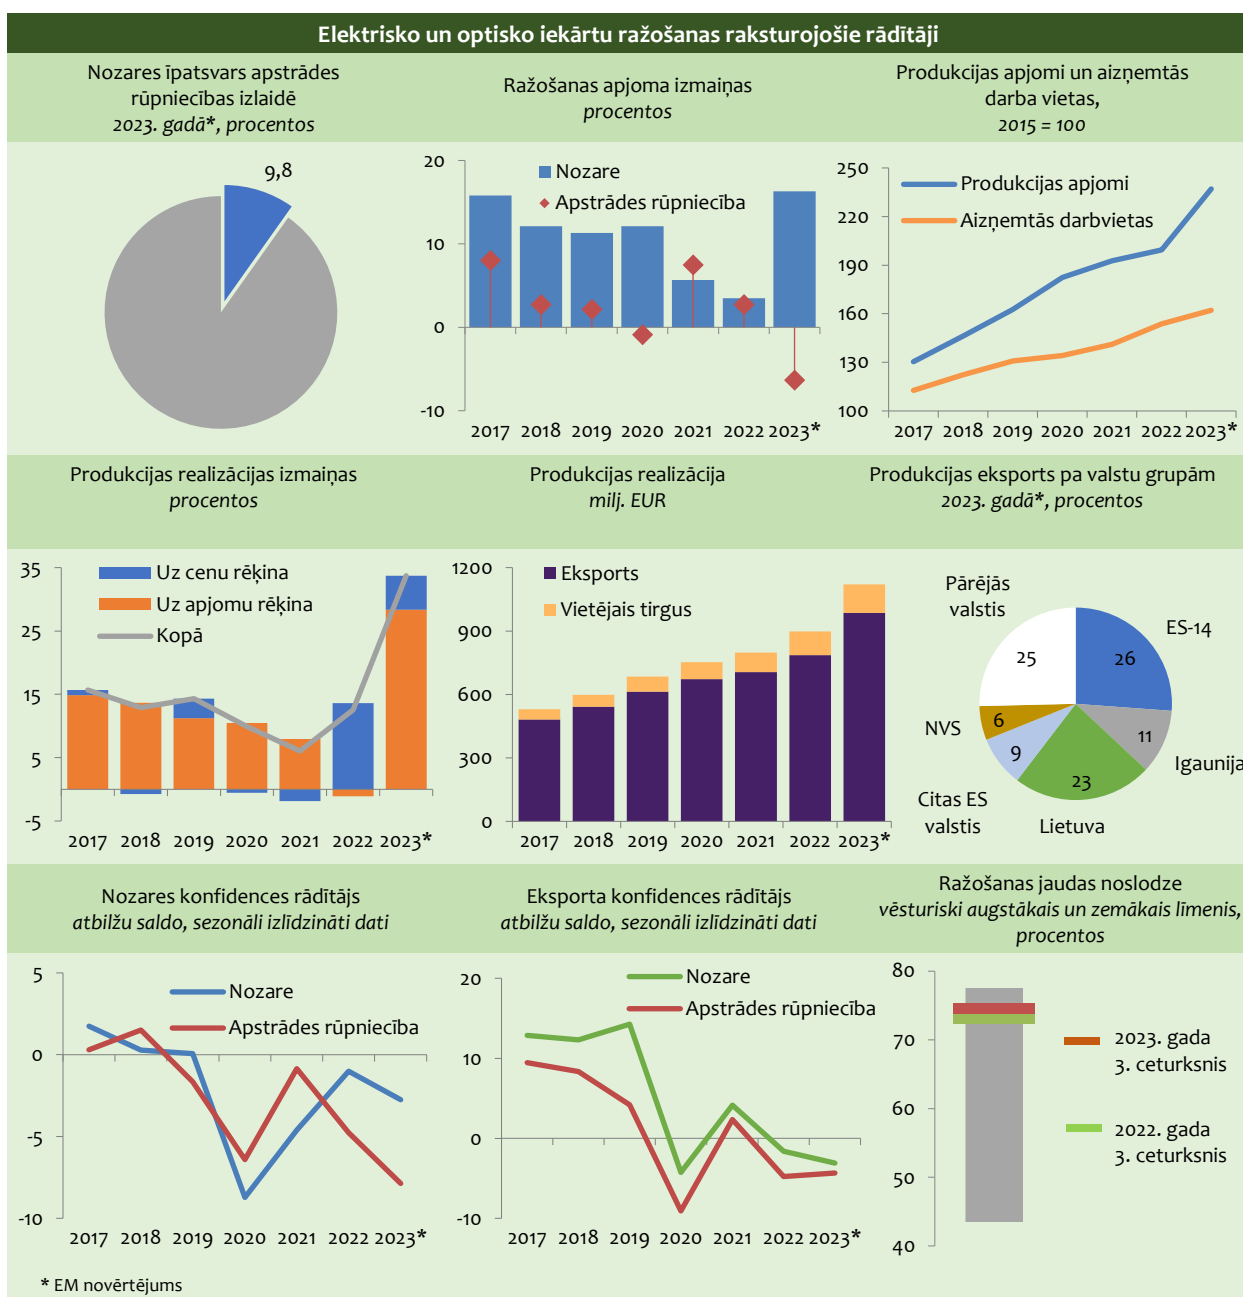 Elektrisko un optisko iekārtu ražošanas raksturojošie rādītāji
Nozares īpatsvars apstrādes
rūpniecības izlaidē
2023. gadā*, procentos
9,8
Ražošanas apjoma izmaiņas
procentos
20
10
0
-10
Nozare
Apstrādes rūpniecība
2017 2018 2019 2020 2021 2022 2023*
Produkcijas apjomi un aizņemtās
darba vietas,
2015 = 100
250
220
190
160
130
100
Produkcijas apjomi
Aizņemtās darbvietas
2017 2018 2019 2020 2021 2022 2023*
Produkcijas realizācijas izmaiņas
procentos
35
25
15
5
-5
Uz cenu rēķina
Uz apjomu rēķina
Kopā
2017 2018 2019 2020 2021 2022 2023*
Produkcijas realizācija
milj. EUR
1200
900
600
300
0
Eksports
Vietējais tirgus
2017 2018 2019 2020 2021 2022 2023*
Produkcijas eksports pa valstu grupām
2023. gadā*, procentos
Pārējās
valstis
25
ES-14
26
Igaunija
11
Lietuva
23
Citas ES
valstis
9
NVS
6
Nozares konfidences rādītājs
atbilžu saldo, sezonāli izlīdzināti dati
5
0
-5
-10
Nozare
Apstrādes rūpniecība
2017 2018 2019 2020 2021 2022 2023*
Eksporta konfidences rādītājs
atbilžu saldo, sezonāli izlīdzināti dati
20
10
0
-10
Nozare
Apstrādes rūpniecība
2017 2018 2019 2020 2021 2022 2023*
Ražošanas jaudas noslodze
vēsturiski augstākais un zemākais līmenis,
procentos
80
70
60
50
40
2023. gada
3. ceturksnis
2022. gada
3. ceturksnis
* EM novērtējums